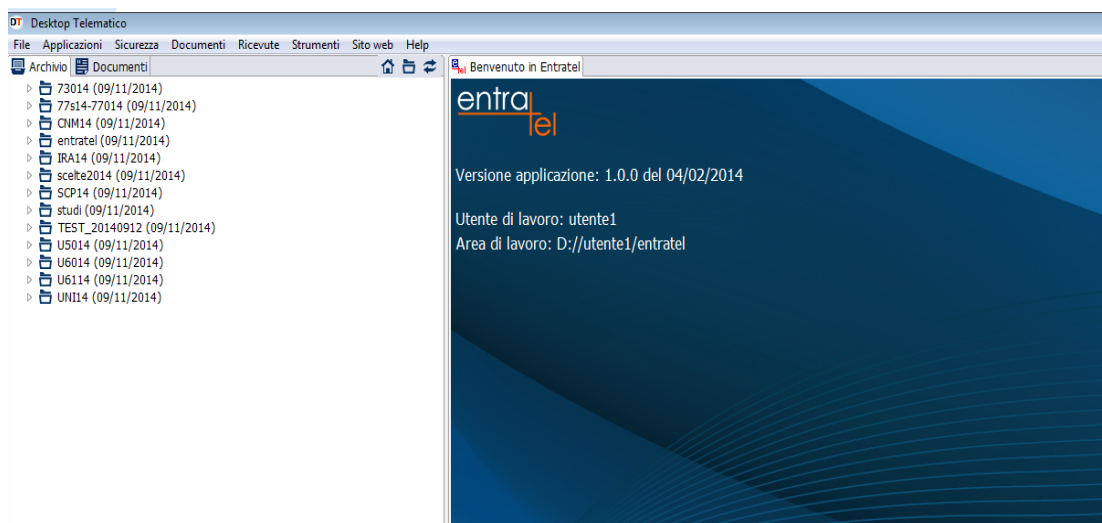 DT Desktop Telematico
File Applicazioni Sicurezza Documenti Ricevute Strumenti Sito web Help
Archivio Documenti
Benvenuto in Entratel
73014 (09/11/2014)
77s14-77014 (09/11/2014)
CNM14 (09/11/2014)
entratel (09/11/2014)
IRA14 (09/11/2014)
scelte2014 (09/11/2014)
SCP14 (09/11/2014)
studi (09/11/2014)
TEST_20140912 (09/11/2014)
U5014 (09/11/2014)
U6014 (09/11/2014)
U6114 (09/11/2014)
UNI14 (09/11/2014)
entra
tel
Versione applicazione: 1.0.0 del 04/02/2014
Utente di lavoro: utente1
Area di lavoro: D://utente1/entratel